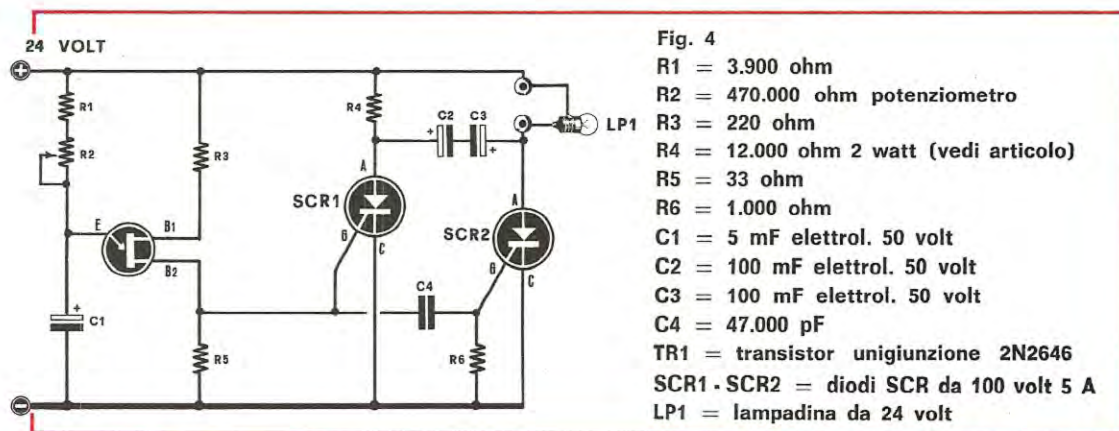 24 VOLT
R1
R2
R3
R4
C2
C3
LP1
A
SCR1
G
C
A
SCR2
G
C
E
B1
B2
C4
C1
R5
R6
Fig. 4
R1 = 3.900 ohm
R2 = 470.000 ohm potenziometro
R3 = 220 ohm
R4 = 12.000 ohm 2 watt (vedi articolo)
R5 = 33 ohm
R6 = 1.000 ohm
C1 = 5 mF elettrol. 50 volt
C2 = 100 mF elettrol. 50 volt
C3 = 100 mF elettrol. 50 volt
C4 = 47.000 pF
TR1 = transistor unigiunzione 2N2646
SCR1 - SCR2 = diodi SCR da 100 volt 5 A
LP1 = lampadina da 24 volt